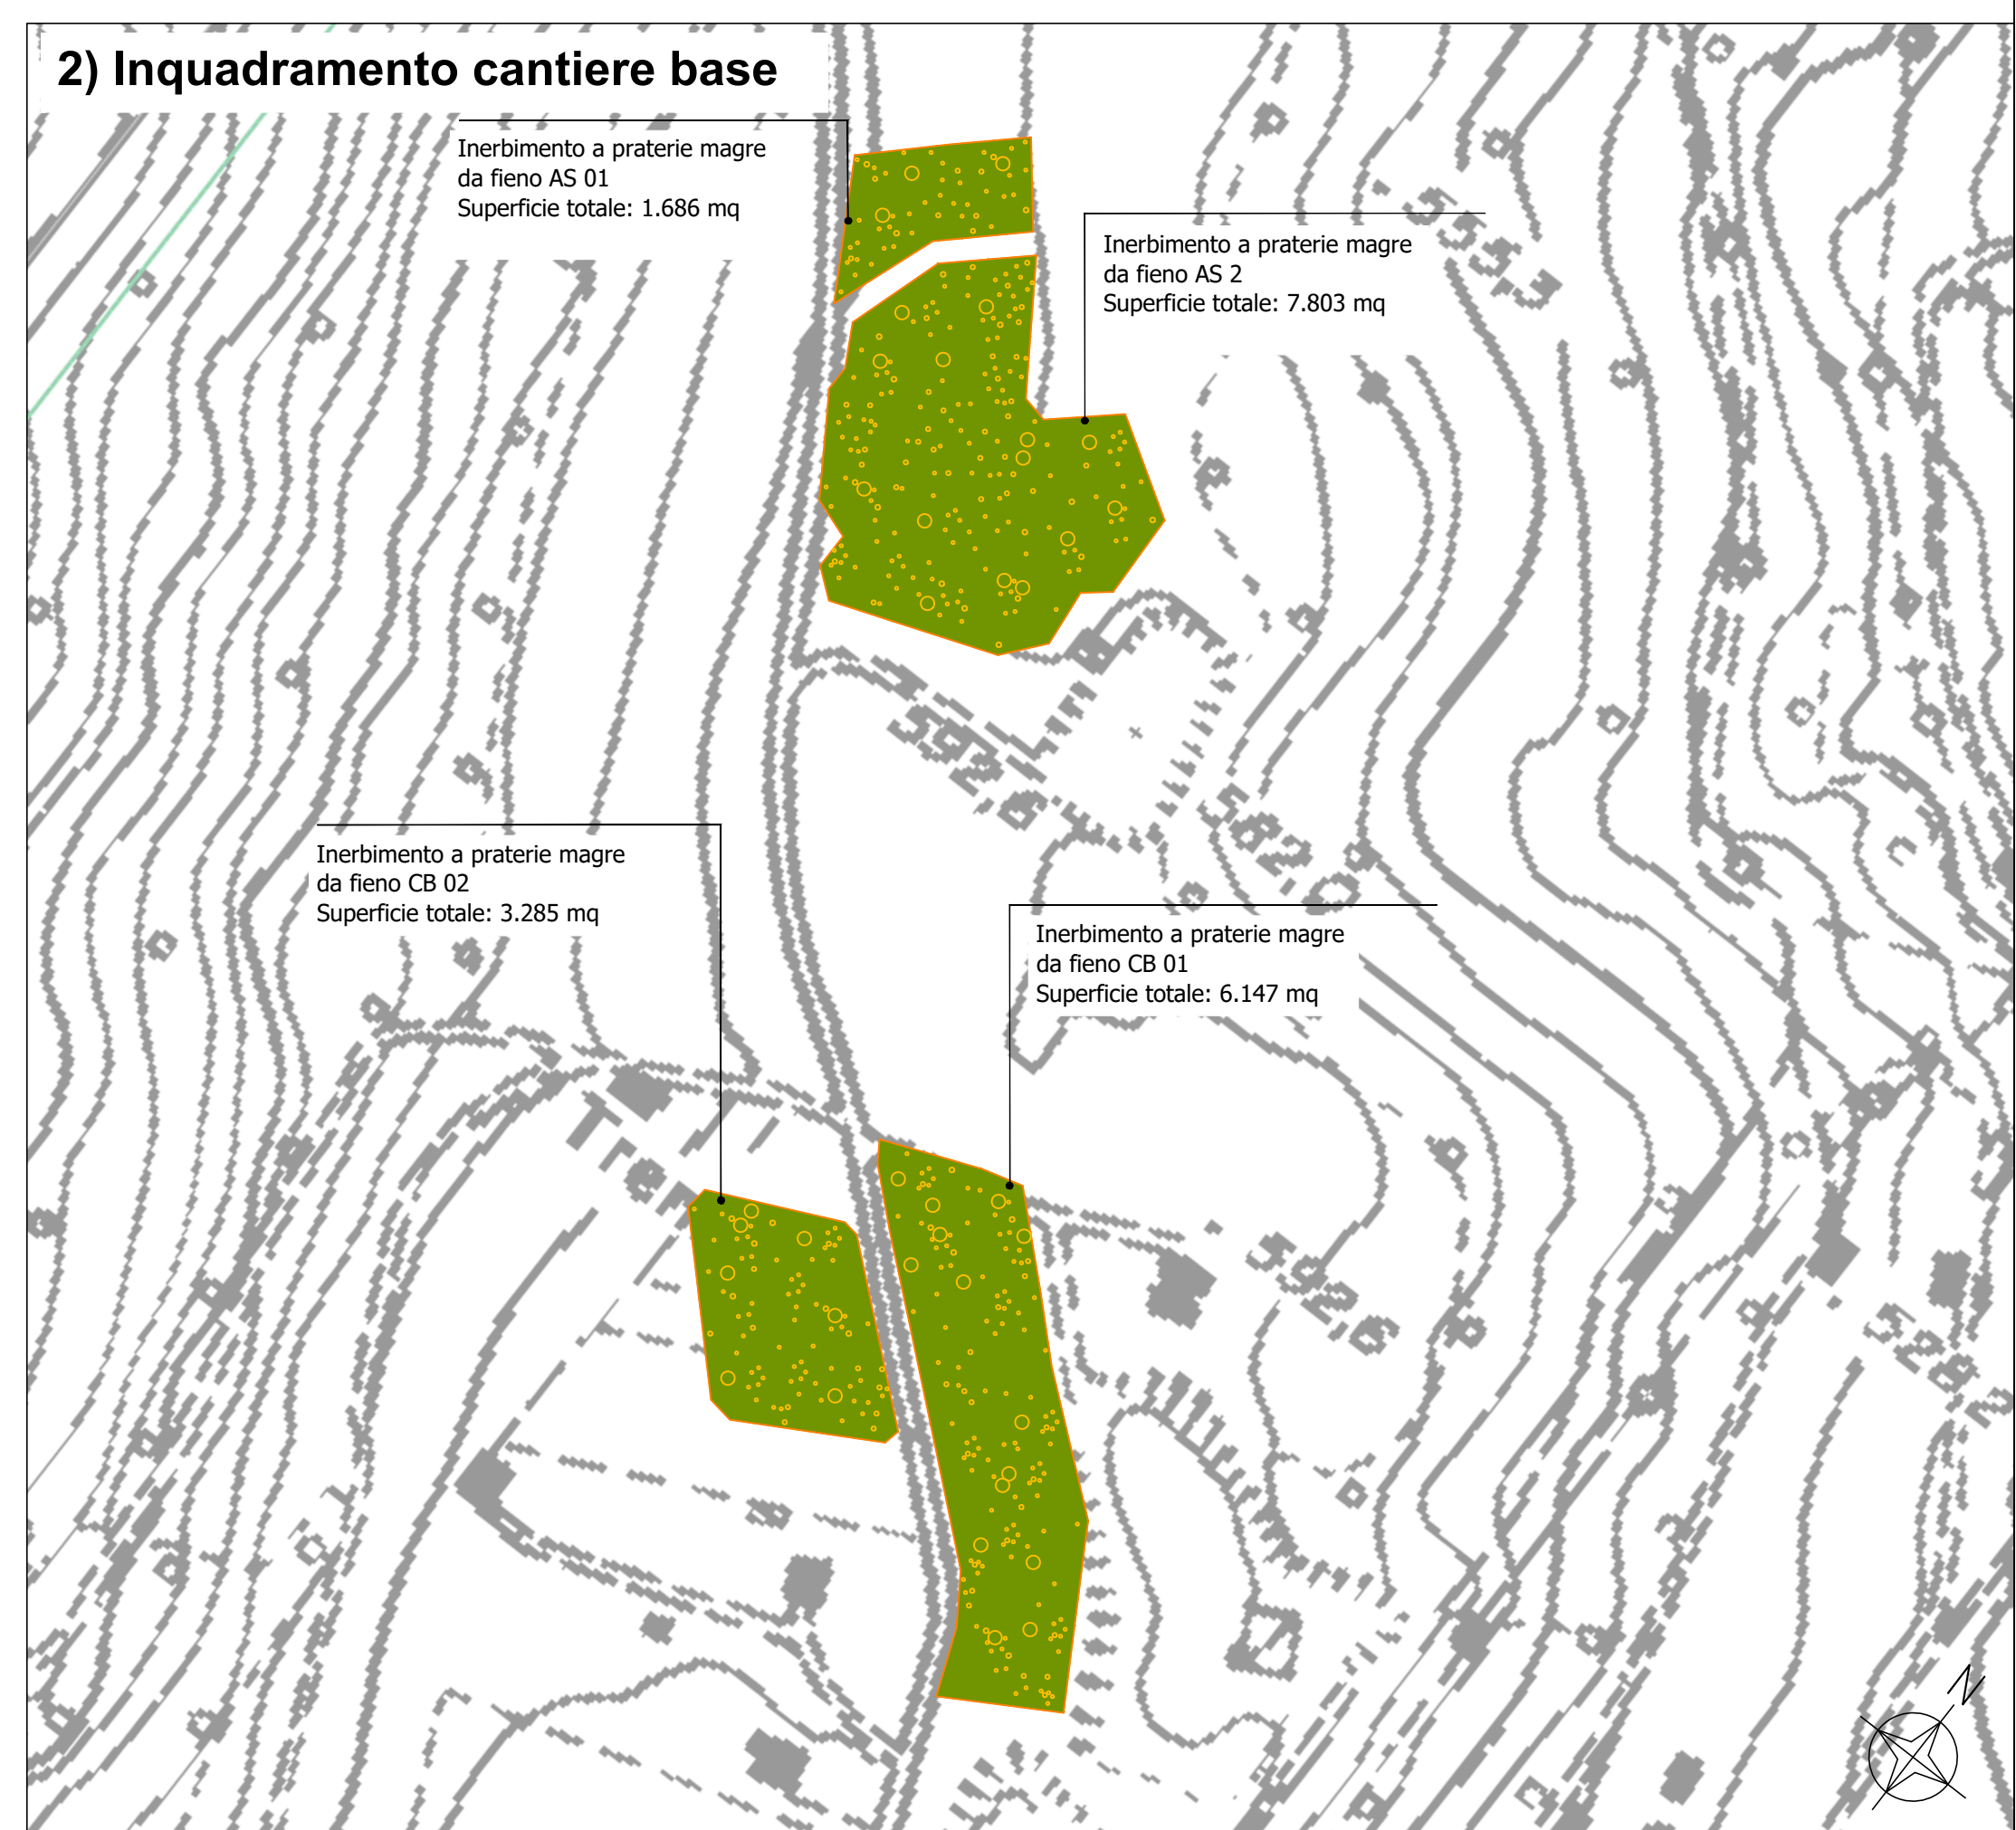 2) Inquadramento cantiere base
Inerbimento a praterie magre
da fieno AS 01
Superficie totale: 1.686 mq
Inerbimento a praterie magre
da fieno AS 2
Superficie totale: 7.803 mq
592,6
Inerbimento a praterie magre
da fieno CB 02
Superficie totale: 3.285 mq
Inerbimento a praterie magre
da fieno CB 01
Superficie totale: 6.147 mq
N